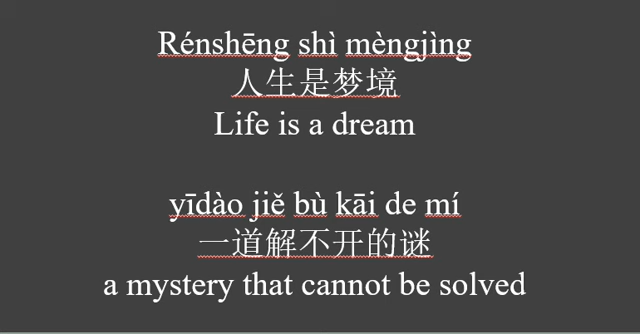 Rénshēng shì mèngjìng
人生是梦境
Life is a dream
yīdào jiě bù kāi de mí
一道解不开的谜
a mystery that cannot be solved